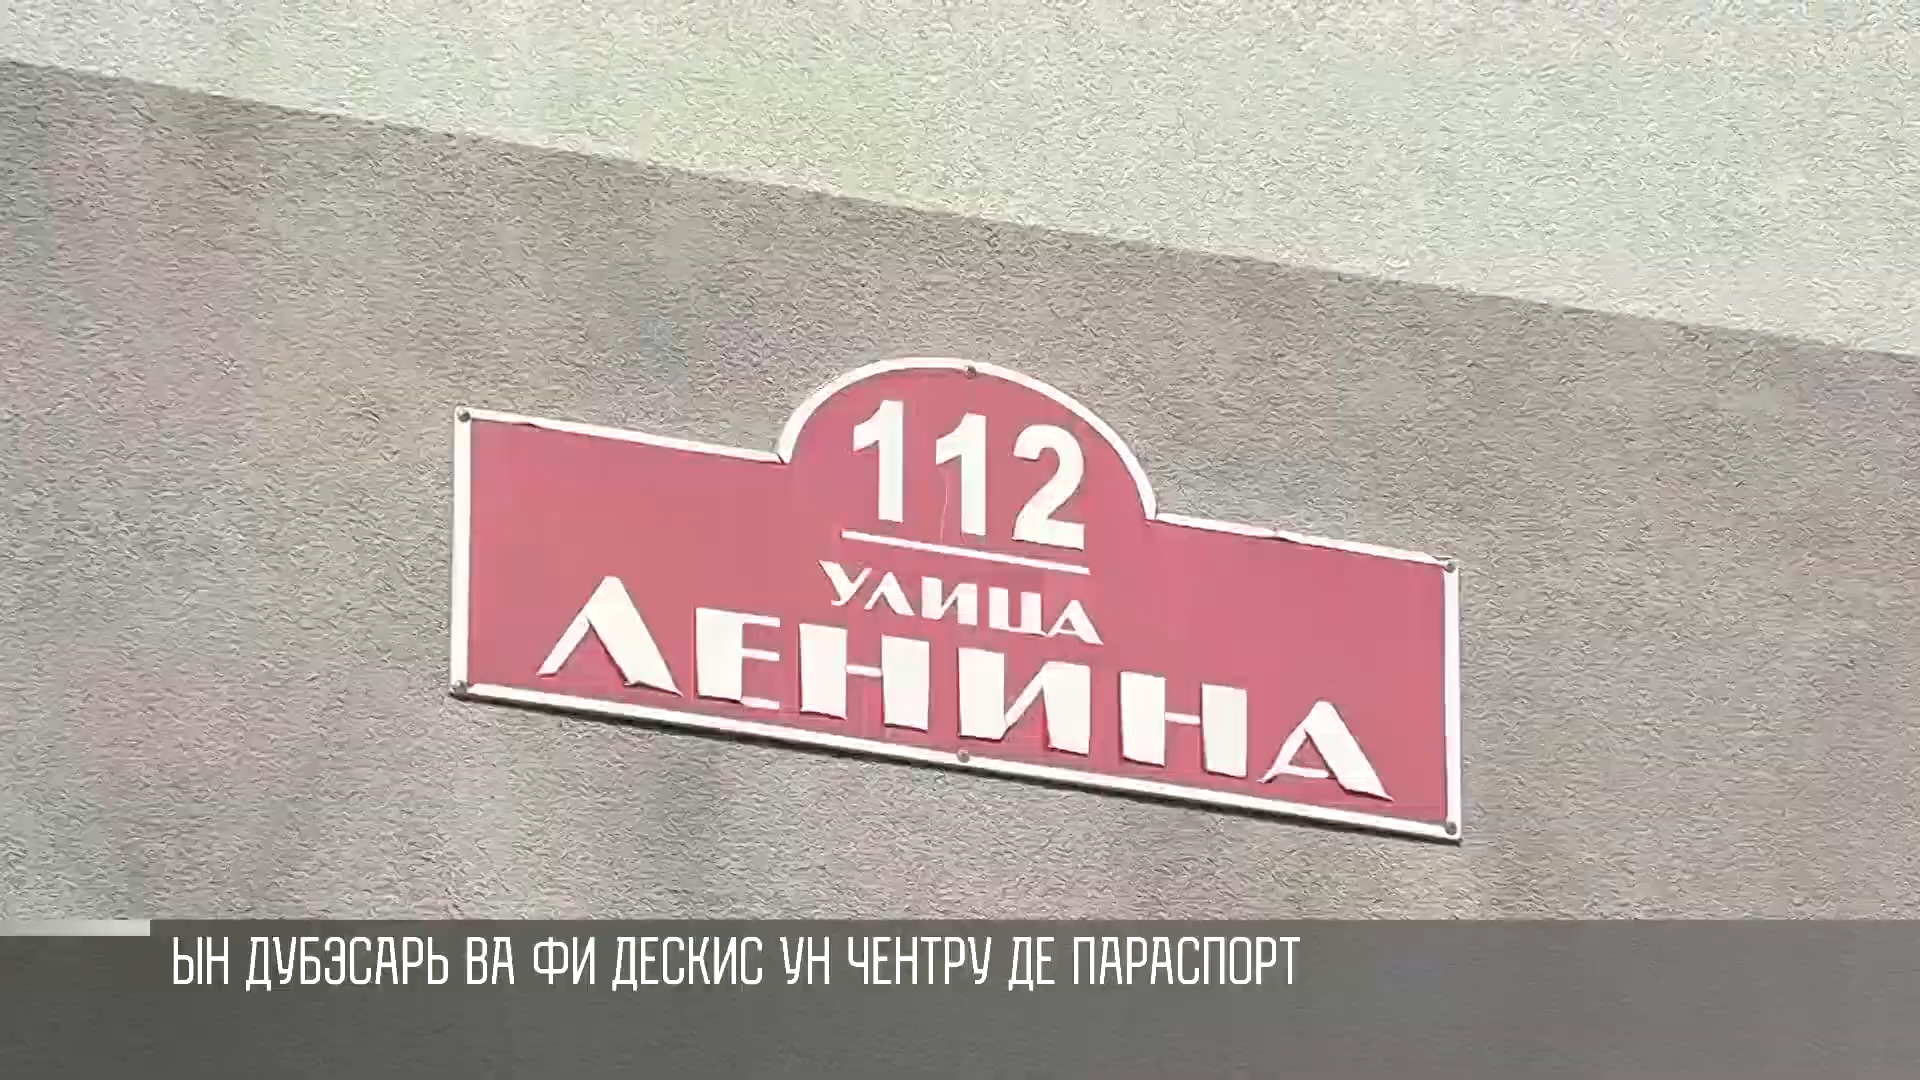 112
УЛИЦА
ЛЕНИНА
ЫН ДУБЭСАРЬ ВА ФИ ДЕСКИС УН ЧЕНТРУ ДЕ ПАРАСПОРТ